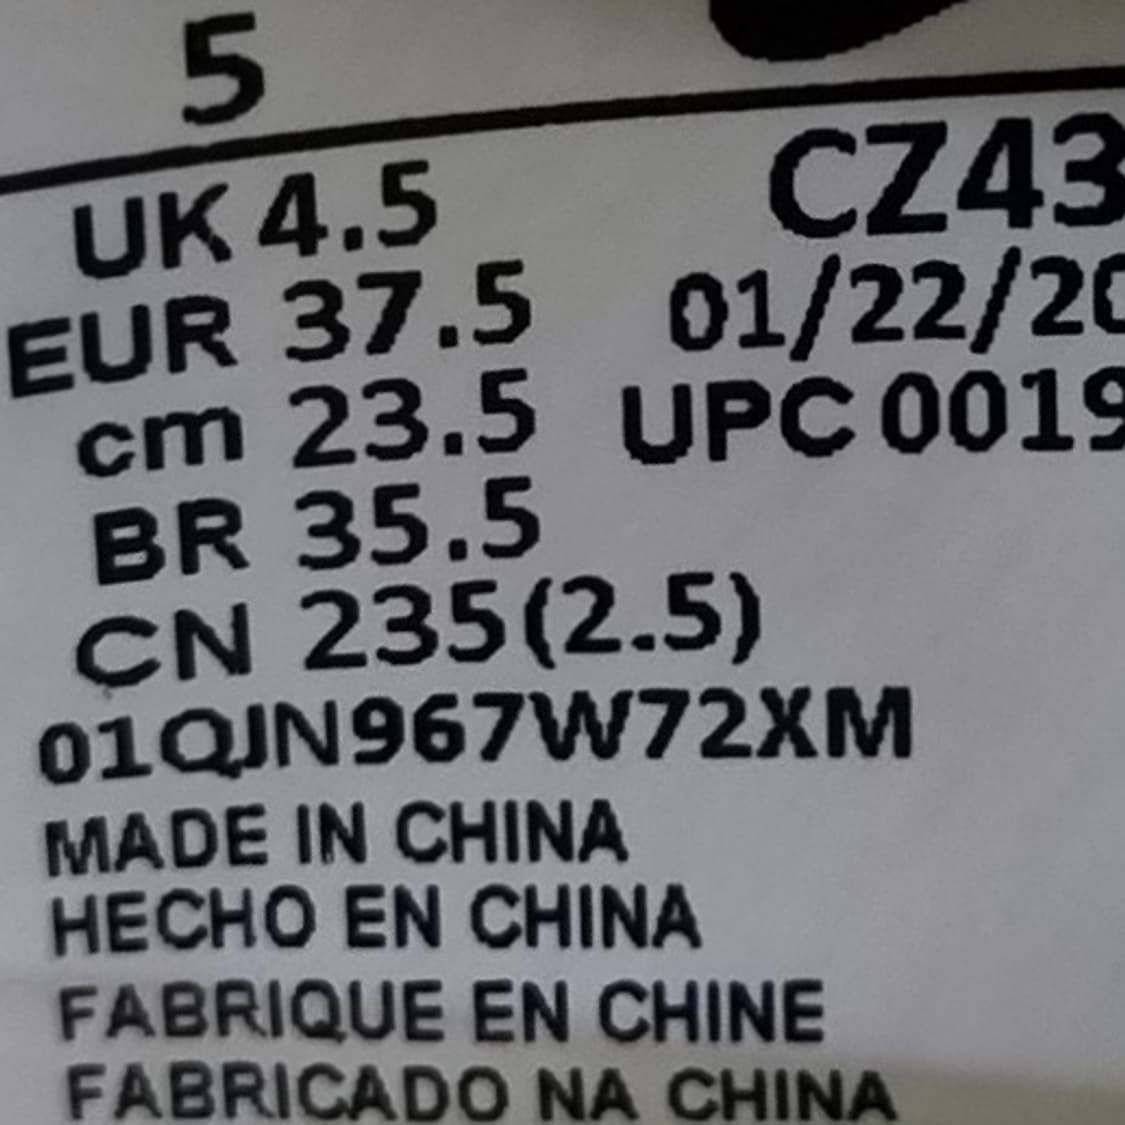 5
UK 4.5 CZ43
EUR 37.5 01/22/20
cm 23.5 UPC 0019
BR 35.5
CN 235(2.5)
01QJN967W72XM
MADE IN CHINA
HECHO EN CHINA
FABRIQUE EN CHINE
FABRICADO NA CHINA